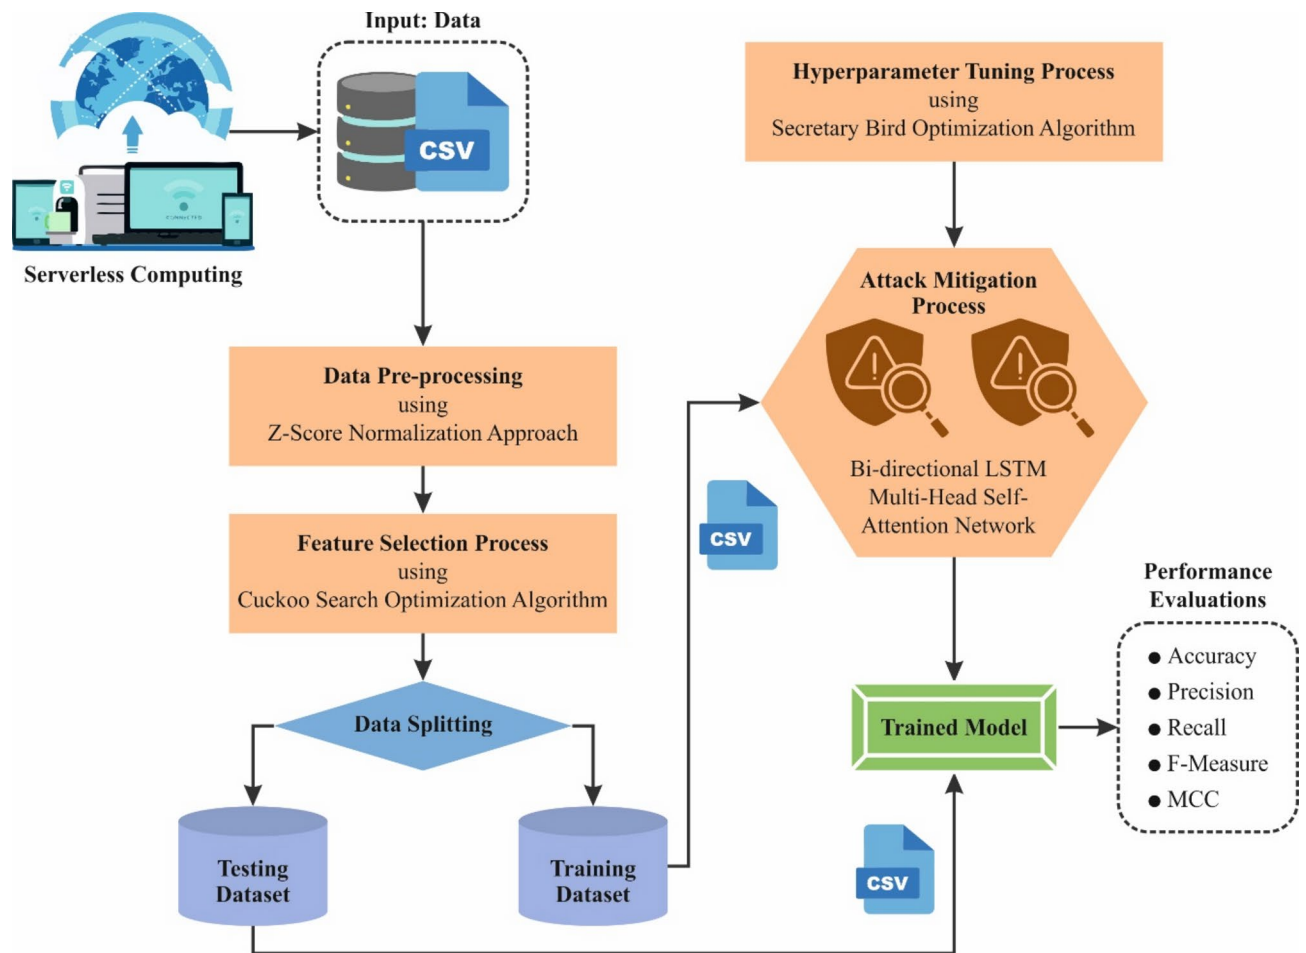 Input: Data
CSV
CONNECTED
Serverless Computing
Data Pre-processing
using
Z-Score Normalization Approach
Feature Selection Process
using
Cuckoo Search Optimization Algorithm
Data Splitting
Testing
Dataset
Training
Dataset
CSV
Hyperparameter Tuning Process
using
Secretary Bird Optimization Algorithm
Attack Mitigation
Process
Bi-directional LSTM
Multi-Head Self-
Attention Network
Trained Model
CSV
Performance
Evaluations
● Accuracy
● Precision
● Recall
● F-Measure
● MCC